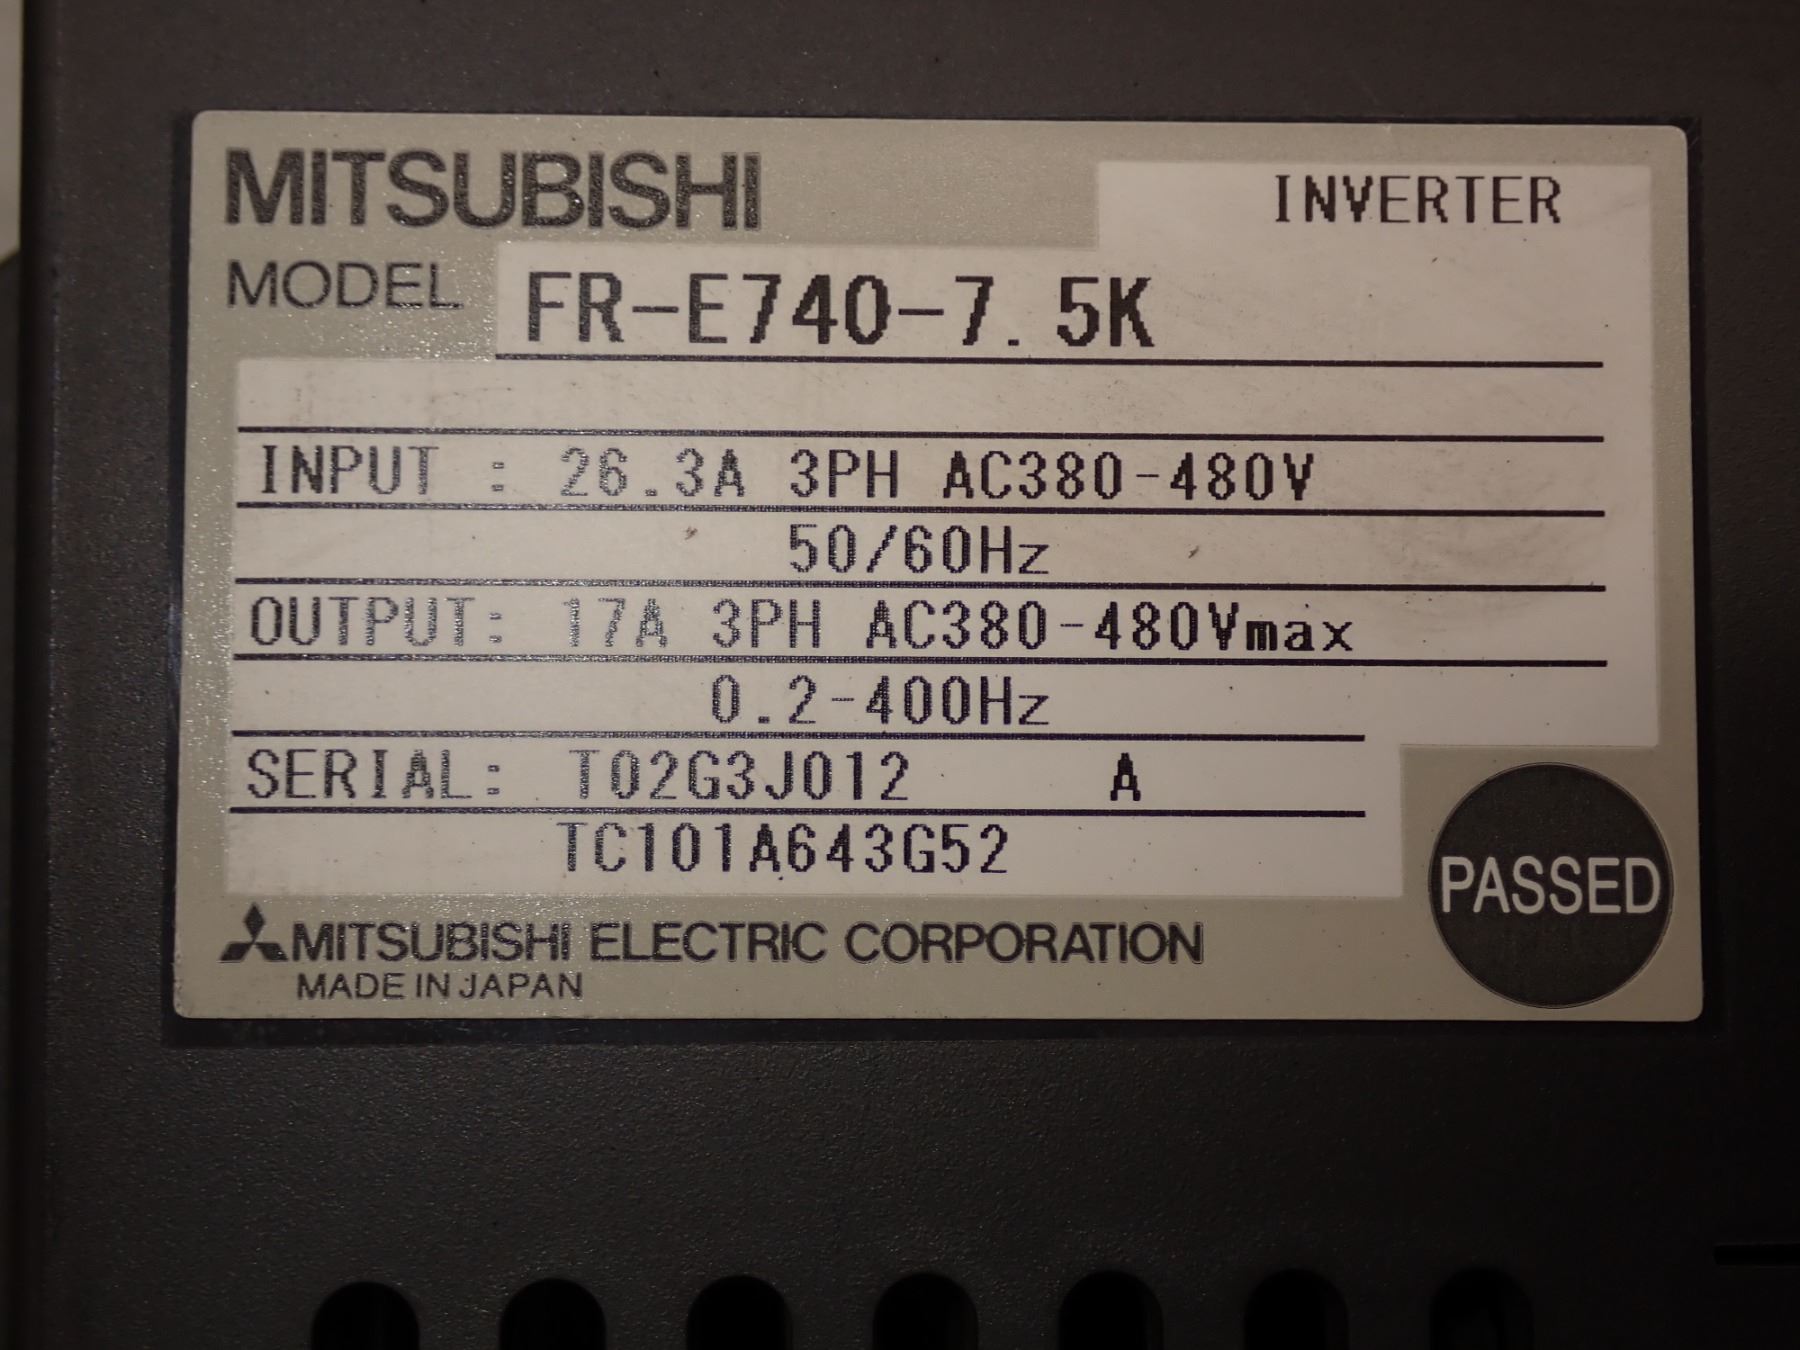 MITSUBISHI
INVERTER
MODEL FR-E740-7.5K
INPUT : 26.3A 3PH AC380-480V
50/60Hz
OUTPUT: 17A 3PH AC380-480Vmax
0.2-400Hz
SERIAL: T02G3J012 A
TC101A643G52
PASSED
MITSUBISHI ELECTRIC CORPORATION
MADE IN JAPAN